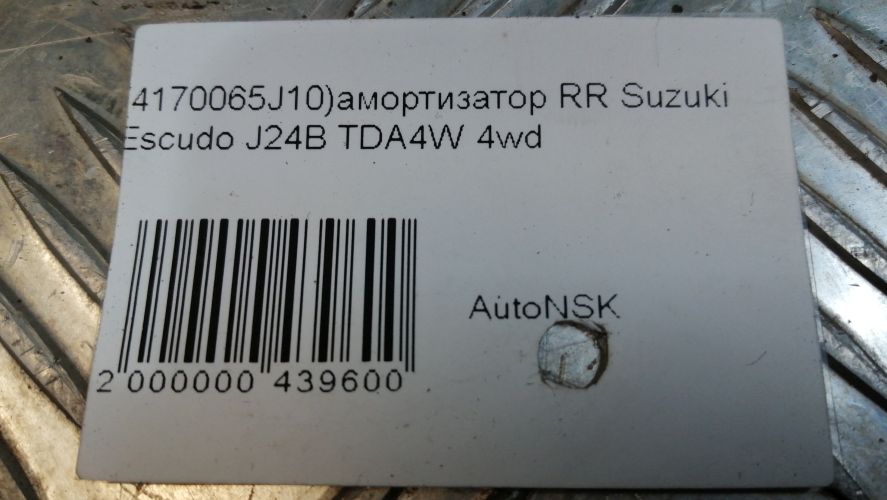 4170065J10)амортизатор RR Suzuki
Escudo J24B TDA4W 4wd
AutoNSK
2 000000 439600